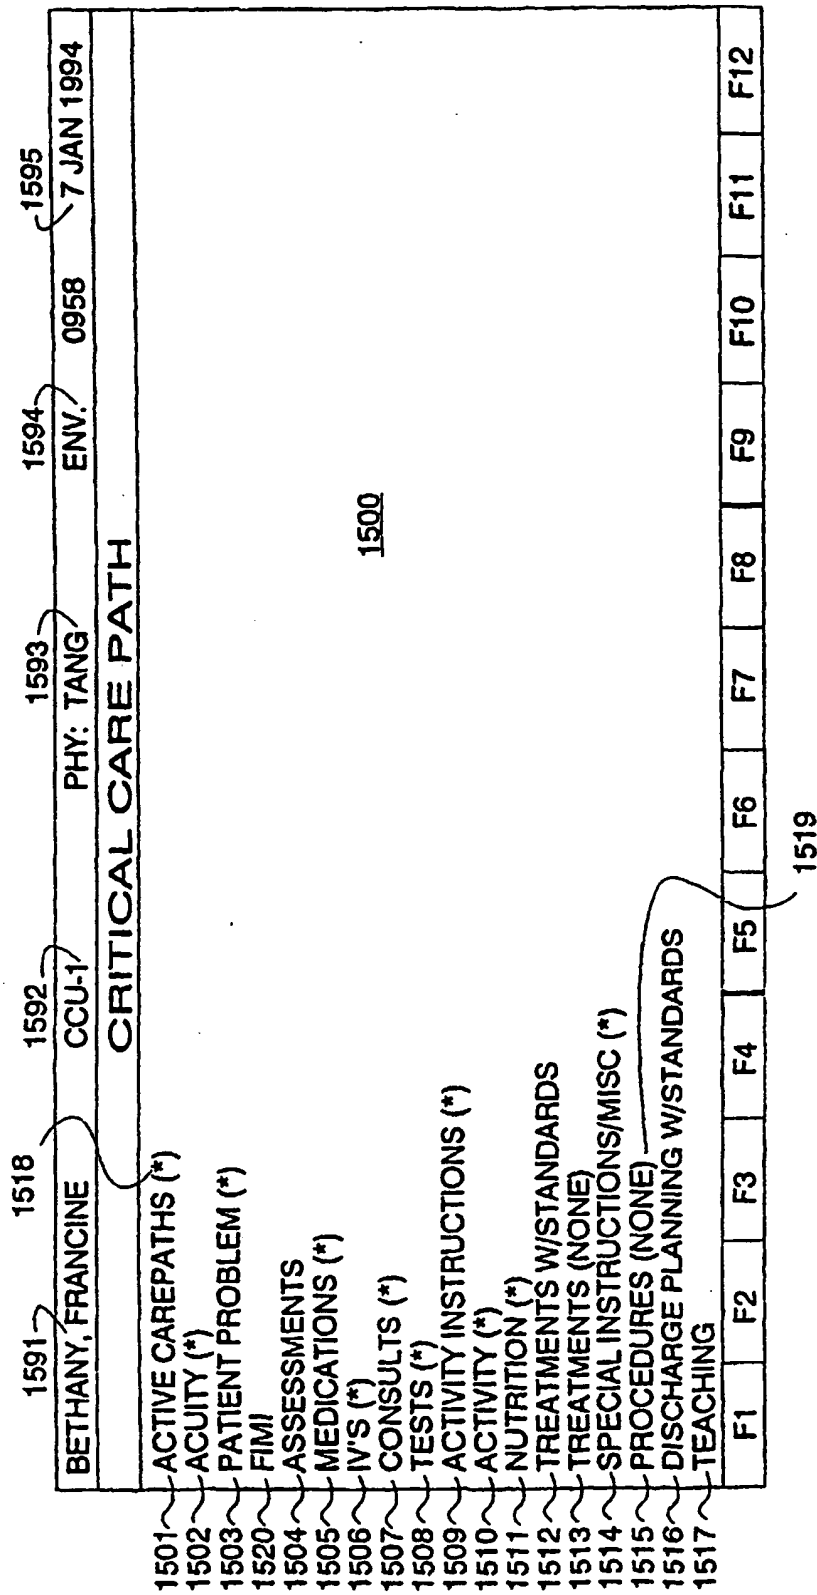 1518 1592 1593 1594 1595
1591 BETHANY, FRANCINE CCU-1 PHY: TANG ENV. 0958 7 JAN 1994
CRITICAL CARE PATH
1501 ACTIVE CAREPATHS (*)
1502 ACUITY (*)
1503 PATIENT PROBLEM (*)
1520 FIMI
1504 ASSESSMENTS
1505 MEDICATIONS (*)
1506 IV'S (*)
1507 CONSULTS (*)
1508 TESTS (*)
1509 ACTIVITY INSTRUCTIONS (*)
1510 ACTIVITY (*)
1511 NUTRITION (*)
1512 TREATMENTS W/STANDARDS
1513 TREATMENTS (NONE)
1514 SPECIAL INSTRUCTIONS/MISC (*)
1515 PROCEDURES (NONE)
1516 DISCHARGE PLANNING W/STANDARDS
1517 TEACHING
1500
F1 F2 F3 F4 F5 F6 F7 F8 F9 F10 F11 F12
1519